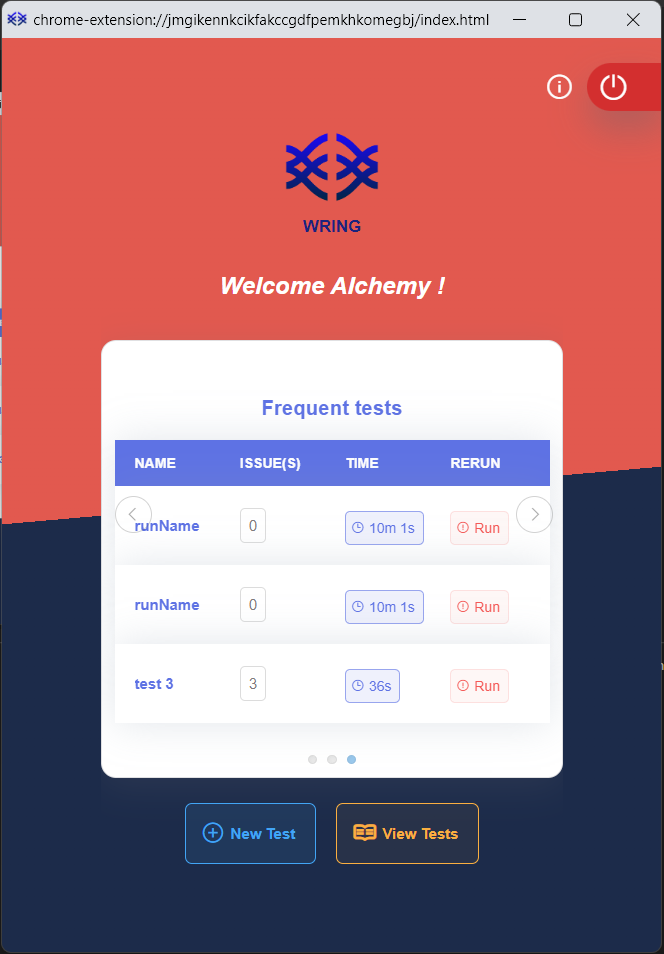 chrome-extension://jmgikennkcikfakccgdfpemkhkomegbj/index.html
WRING
Welcome Alchemy !
Frequent tests
NAME ISSUE(S) TIME RERUN
runName 0 10m 1s Run
runName 0 10m 1s Run
test 3 3 36s Run
New Test View Tests